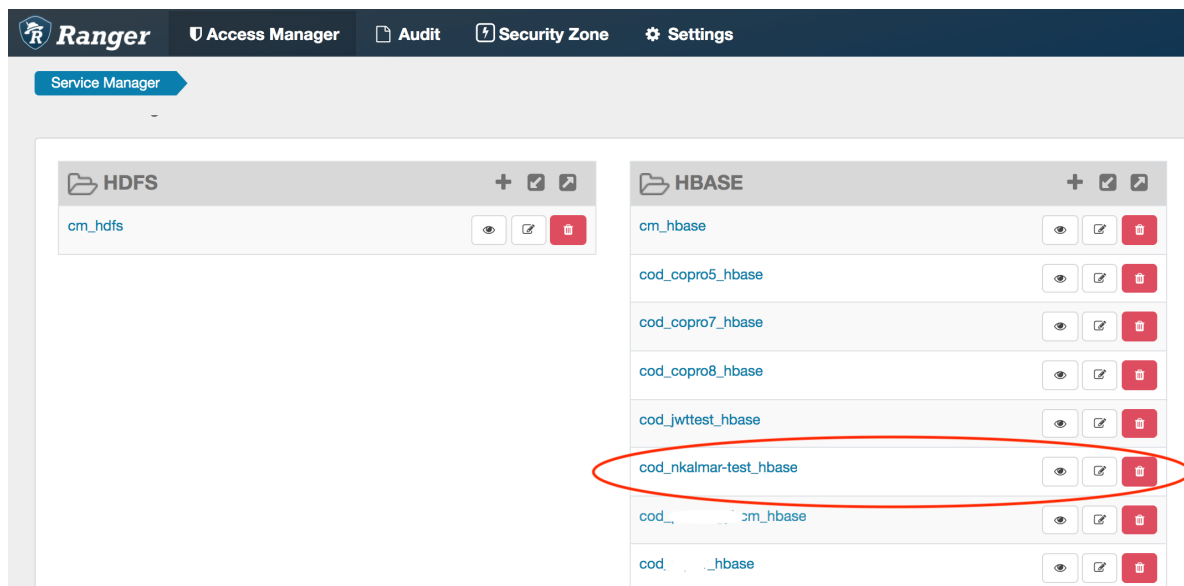 Ranger Access Manager Audit Security Zone Settings
Service Manager
HDFS
cm_hdfs
HBASE
cm_hbase
cod_copro5_hbase
cod_copro7_hbase
cod_copro8_hbase
cod_jwttest_hbase
cod_nkalmar-test_hbase
cm_hbase
_hbase